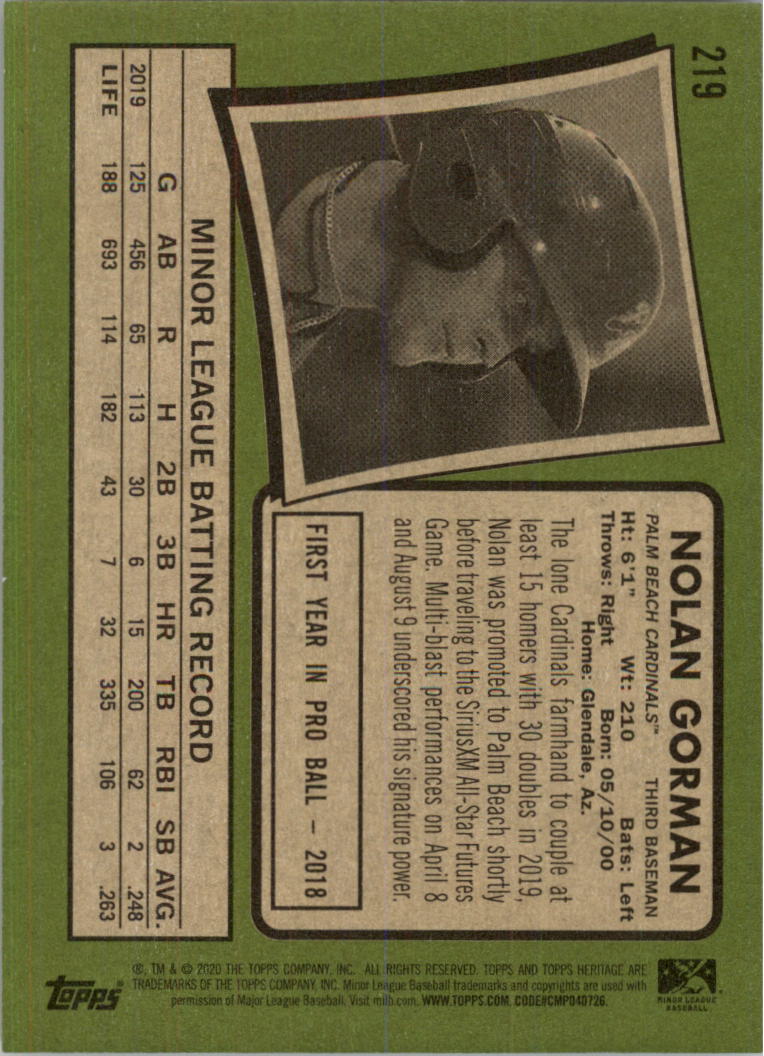 219
NOLAN GORMAN
PALM BEACH CARDINALS™ THIRD BASEMAN
Ht: 6'1" Wt: 210 Bats: Left
Throws: Right Born: 05/10/00
Home: Glendale, Az.
The lone Cardinals farmhand to couple at
least 15 homers with 30 doubles in 2019,
Nolan was promoted to Palm Beach shortly
before traveling to the SiriusXM All-Star Futures
Game. Multi-blast performances on April 8
and August 9 underscored his signature power.
FIRST YEAR IN PRO BALL – 2018
MINOR LEAGUE BATTING RECORD
G AB R H 2B 3B HR TB RBI SB AVG.
2019 125 456 65 113 30 6 15 200 62 2 .248
LIFE 188 693 114 182 43 7 32 335 106 3 .263
MINOR LEAGUE
BASEBALL
®, TM & © 2020 THE TOPPS COMPANY, INC. ALL RIGHTS RESERVED. TOPPS AND TOPPS HERITAGE ARE
TRADEMARKS OF THE TOPPS COMPANY, INC. Minor League Baseball trademarks and copyrights are used with
permission of Major League Baseball. Visit milb.com. WWW.TOPPS.COM. CODE#CMP040726.
Topps